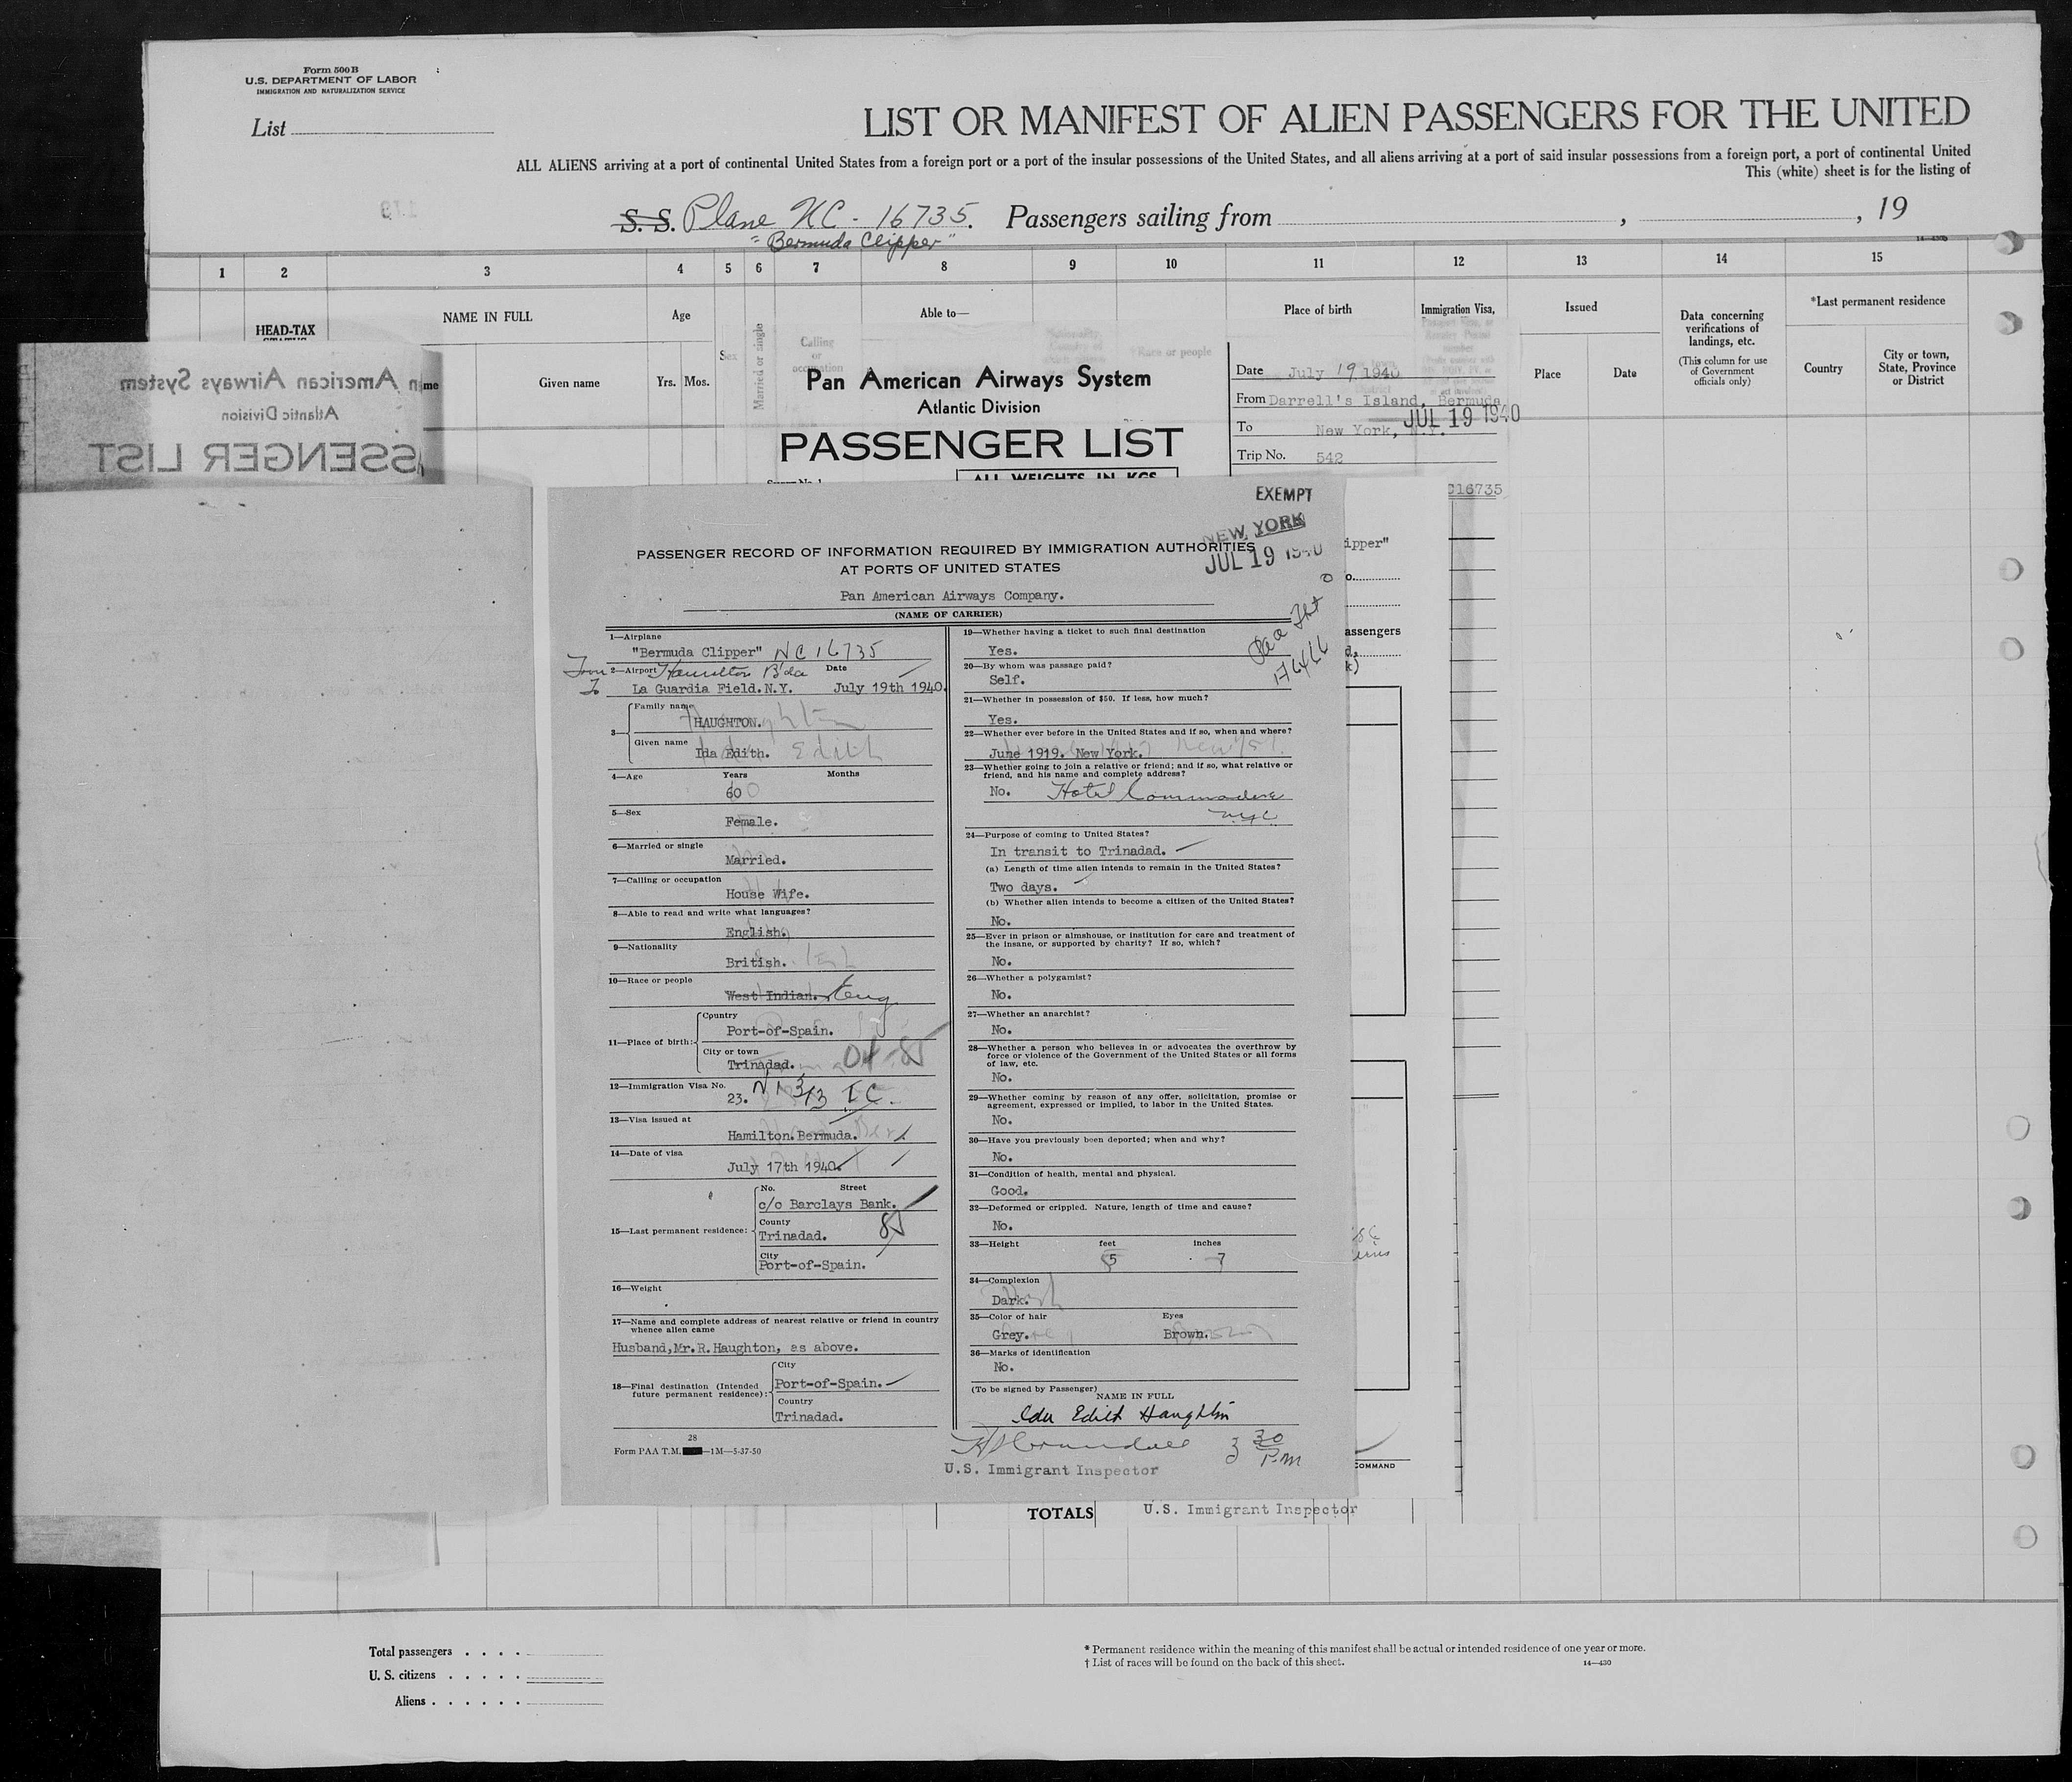 Form 500 B
U.S. DEPARTMENT OF LABOR
IMMIGRATION AND NATURALIZATION SERVICE
List
LIST OR MANIFEST OF ALIEN PASSENGERS FOR THE UNITED
ALL ALIENS arriving at a port of continental United States from a foreign port or a port of the insular possessions of the United States, and all aliens arriving at a port of said insular possessions from a foreign port, a port of continental United
This (white) sheet is for the listing of
S. S. Plane NC - 16735. Passengers sailing from , , 19
"Bermuda Clipper"
1 2 3 4 5 6 7 8 9 10 11 12 13 14 15
HEAD-TAX
NAME IN FULL
Given name
Age
Yrs. Mos.
Sex
Married or single
Calling or occupation
Able to—
Race or people
Place of birth
Immigration Visa,
Issued
Place
Date
Data concerning verifications of landings, etc.
(This column for use of Government officials only)
*Last permanent residence
Country
City or town, State, Province or District
Pan American Airways System
Atlantic Division
PASSENGER LIST
ALL WEIGHTS IN KGS
Date July 19 1940
From Darrell's Island, Bermuda
JUL 19 1940
To New York, N.Y.
Trip No. 542
C16735
EXEMPT
NEW YORK
JUL 19 1940
PASSENGER RECORD OF INFORMATION REQUIRED BY IMMIGRATION AUTHORITIES
AT PORTS OF UNITED STATES
Pan American Airways Company.
(NAME OF CARRIER)
1—Airplane
"Bermuda Clipper" NC16735
From 2—Airport Hamilton B'da Date
To La Guardia Field.N.Y. July 19th 1940.
3— Family name
HAUGHTON.
Given name
Ida Edith.
4—Age Years Months
60
5—Sex
Female.
6—Married or single
Married.
7—Calling or occupation
House Wife.
8—Able to read and write what languages?
English.
9—Nationality
British.
10—Race or people
West Indian. Eng
11—Place of birth: Country
Port-of-Spain.
City or town
Trinadad. 04-85
12—Immigration Visa No.
23. 3/3 T.C.
13—Visa issued at
Hamilton.Bermuda.
14—Date of visa
July 17th 1940.
15—Last permanent residence: No. Street
c/o Barclays Bank.
County
Trinadad. 85
City
Port-of-Spain.
16—Weight
17—Name and complete address of nearest relative or friend in country
whence alien came
Husband,Mr.R.Haughton, as above.
18—Final destination (Intended future permanent residence): City
Port-of-Spain.
Country
Trinadad.
28
Form PAA T.M. —1M—5-37-50
19—Whether having a ticket to such final destination
Yes.
20—By whom was passage paid?
Self.
21—Whether in possession of $50. If less, how much?
Yes.
22—Whether ever before in the United States and if so, when and where?
June 1919. New York.
23—Whether going to join a relative or friend; and if so, what relative or
friend, and his name and complete address?
No. Hotel Commodore
NYC
24—Purpose of coming to United States?
In transit to Trinadad.
(a) Length of time alien intends to remain in the United States?
Two days.
(b) Whether alien intends to become a citizen of the United States?
No.
25—Ever in prison or almshouse, or institution for care and treatment of
the insane, or supported by charity? If so, which?
No.
26—Whether a polygamist?
No.
27—Whether an anarchist?
No.
28—Whether a person who believes in or advocates the overthrow by
force or violence of the Government of the United States or all forms
of law, etc.
No.
29—Whether coming by reason of any offer, solicitation, promise or
agreement, expressed or implied, to labor in the United States.
No.
30—Have you previously been deported; when and why?
No.
31—Condition of health, mental and physical.
Good.
32—Deformed or crippled. Nature, length of time and cause?
No.
33—Height feet inches
5 7
34—Complexion
Dark.
35—Color of hair Eyes
Grey. Brown.
36—Marks of identification
No.
(To be signed by Passenger)
NAME IN FULL
Ida Edith Haughton
3 30 P.M
U.S. Immigrant Inspector
ipper"
assengers
COMMAND
TOTALS
U.S. Immigrant Inspector
Total passengers
U. S. citizens
Aliens
* Permanent residence within the meaning of this manifest shall be actual or intended residence of one year or more.
† List of races will be found on the back of this sheet.
14—430